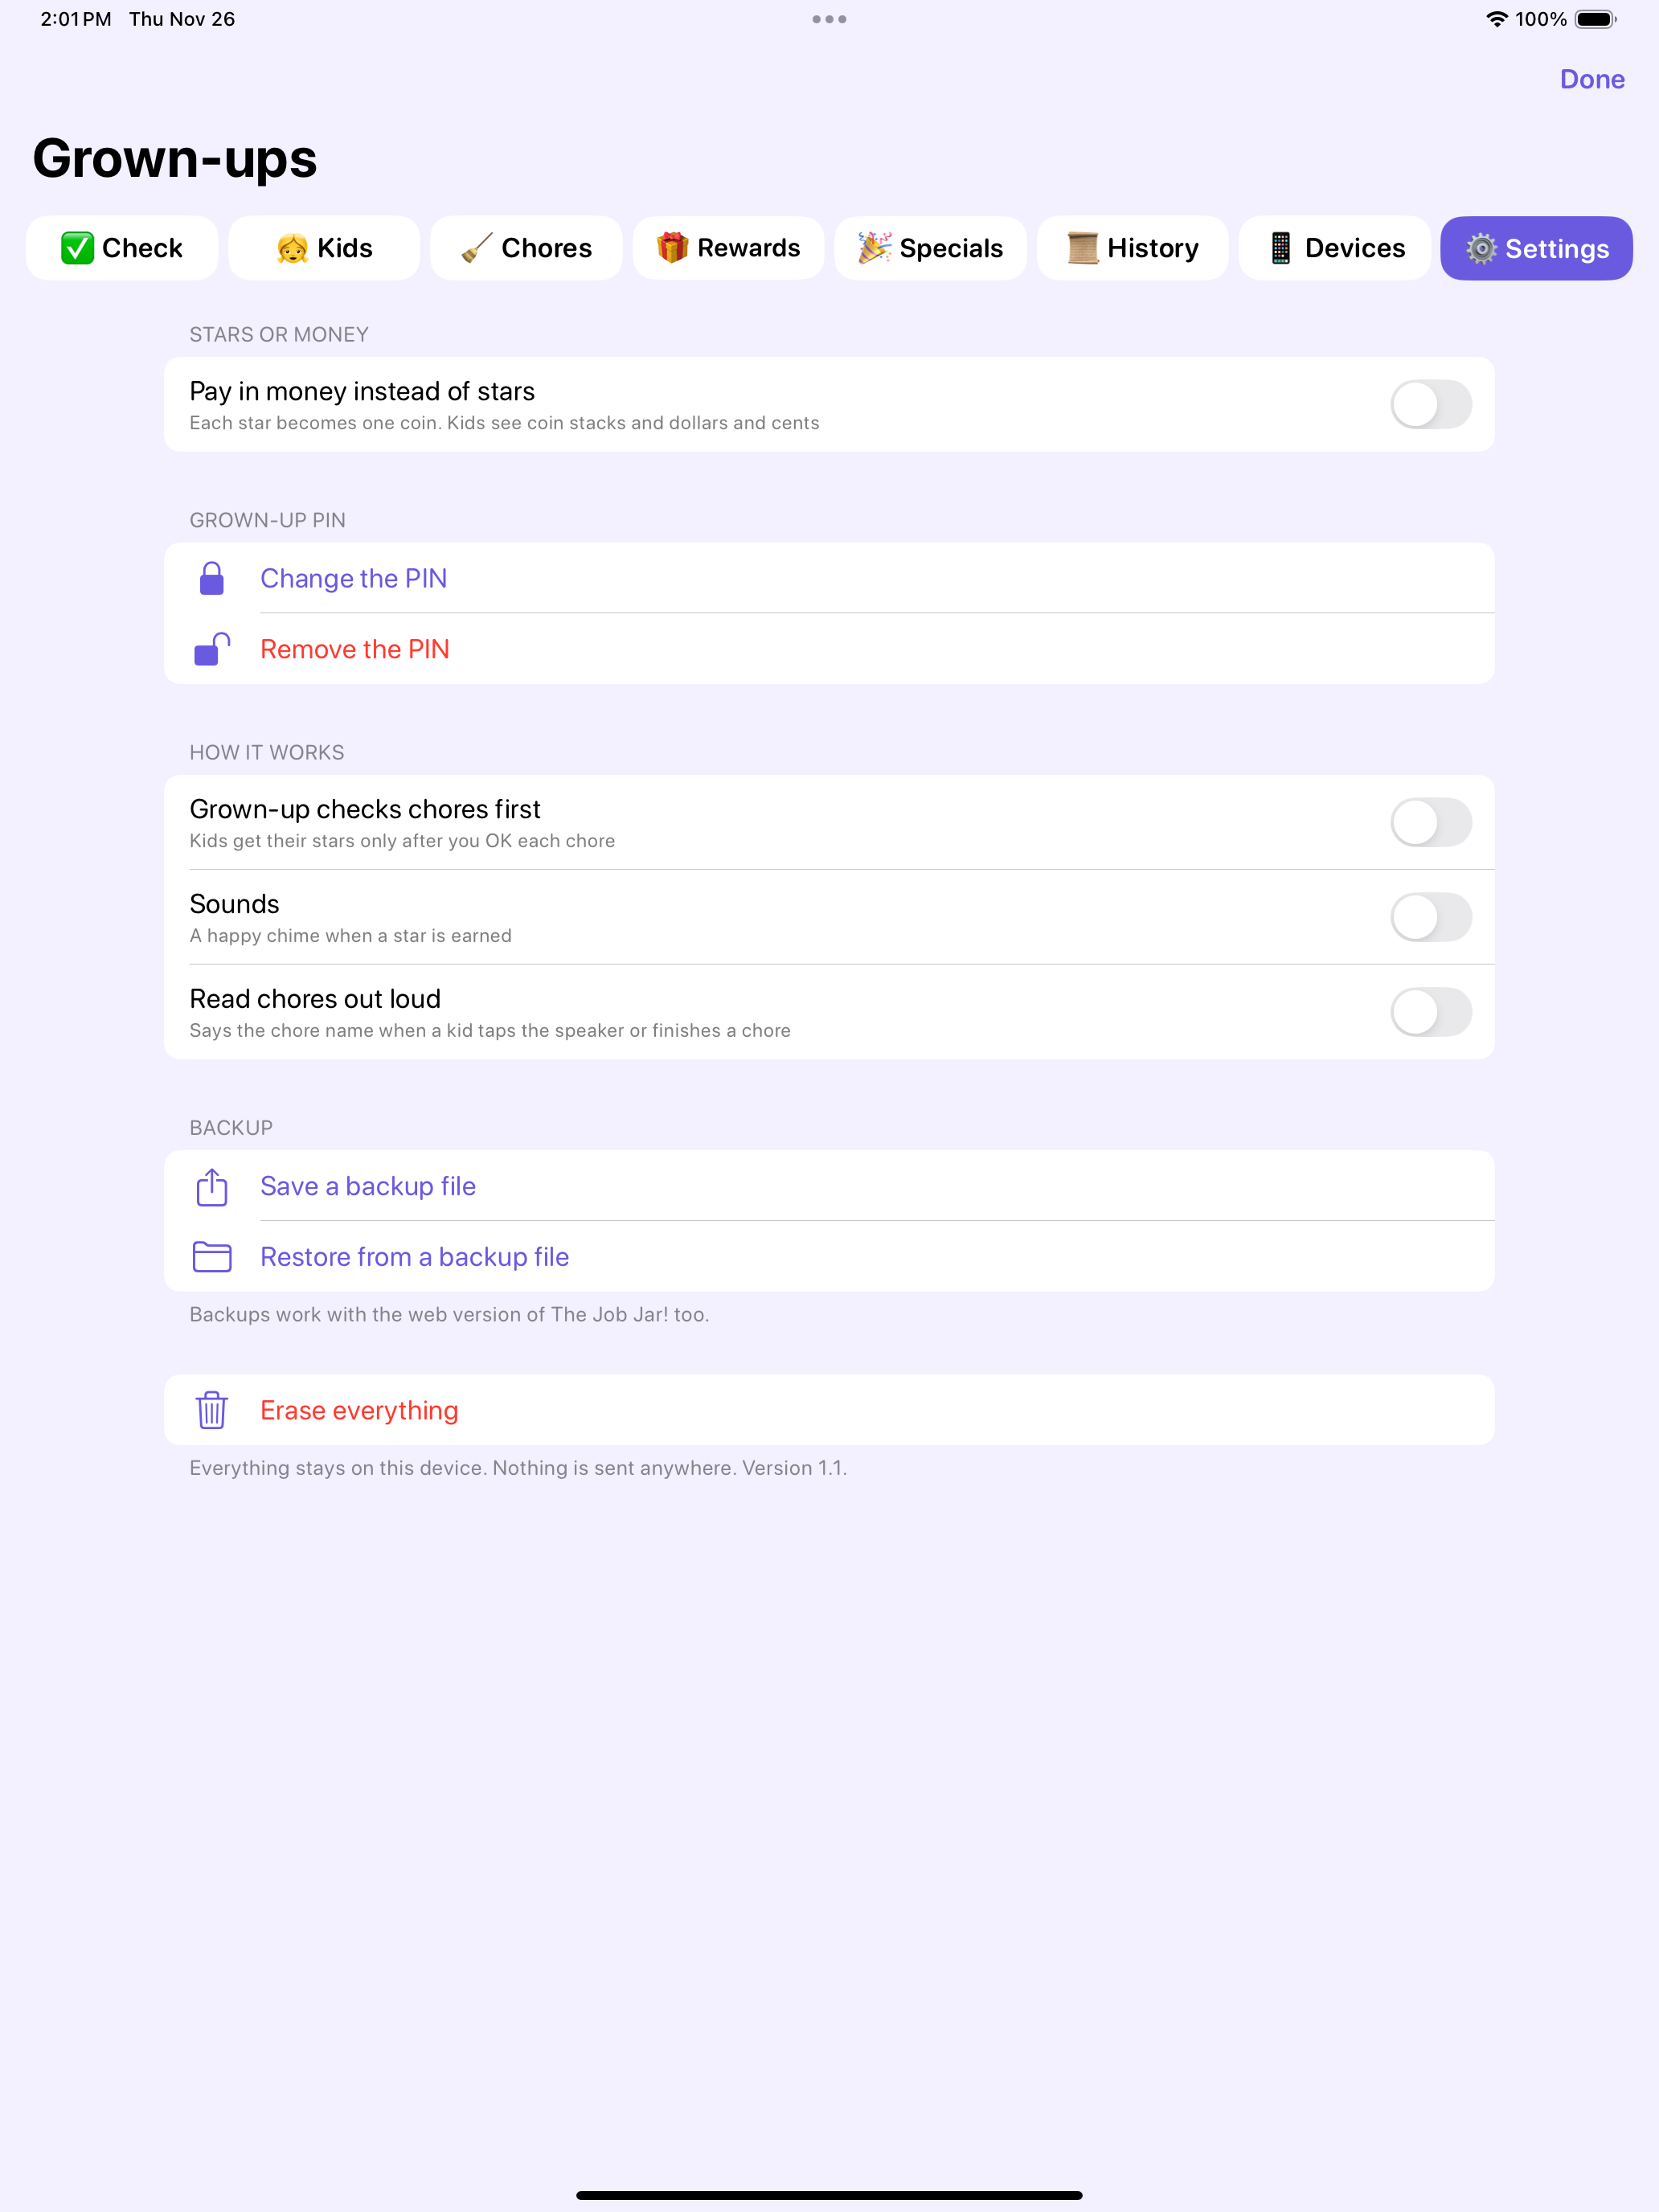 2:01 PM Thu Nov 26
100%
Done
Grown-ups
Check
Kids
Chores
Rewards
Specials
History
Devices
Settings
STARS OR MONEY
Pay in money instead of stars
Each star becomes one coin. Kids see coin stacks and dollars and cents
GROWN-UP PIN
Change the PIN
Remove the PIN
HOW IT WORKS
Grown-up checks chores first
Kids get their stars only after you OK each chore
Sounds
A happy chime when a star is earned
Read chores out loud
Says the chore name when a kid taps the speaker or finishes a chore
BACKUP
Save a backup file
Restore from a backup file
Backups work with the web version of The Job Jar! too.
Erase everything
Everything stays on this device. Nothing is sent anywhere. Version 1.1.